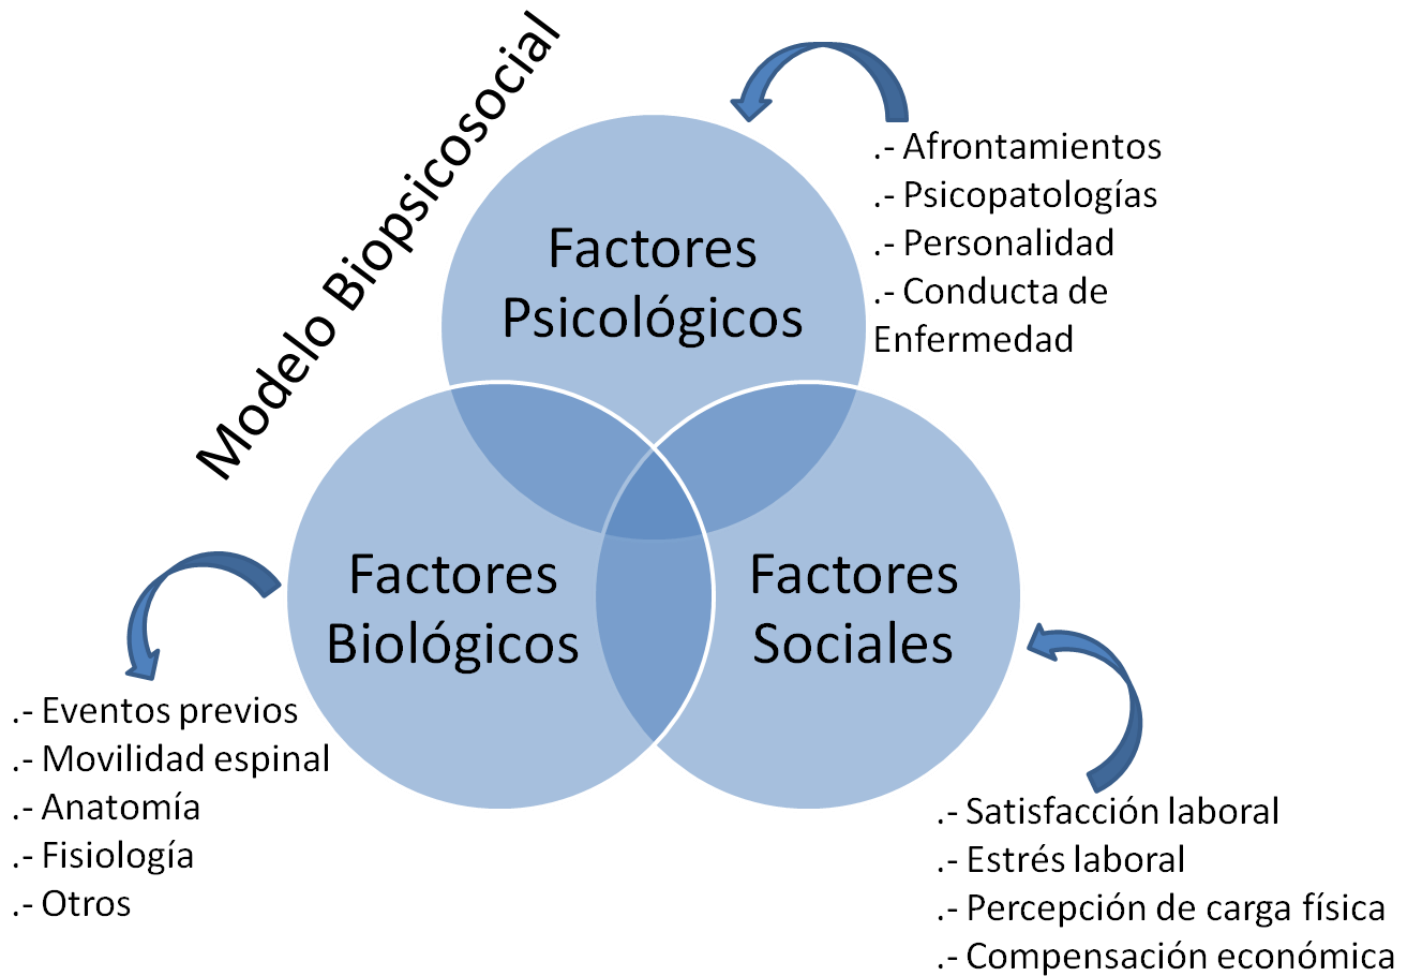 Modelo Biopsicosocial
Factores
Psicológicos
.- Afrontamientos
.- Psicopatologías
.- Personalidad
.- Conducta de
Enfermedad
Factores
Biológicos
.- Eventos previos
.- Movilidad espinal
.- Anatomía
.- Fisiología
.- Otros
Factores
Sociales
.- Satisfacción laboral
.- Estrés laboral
.- Percepción de carga física
.- Compensación económica